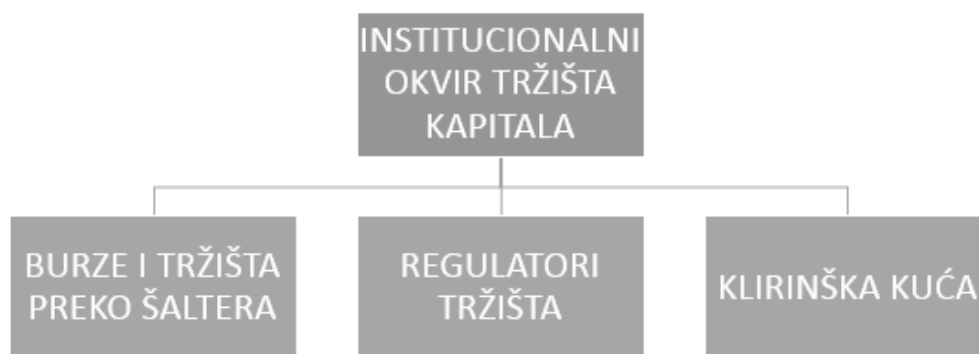 INSTITUCIONALNI
OKVIR TRŽIŠTA
KAPITALA
BURZE I TRŽIŠTA
PREKO ŠALTERA
REGULATORI
TRŽIŠTA
KLIRINŠKA KUĆA